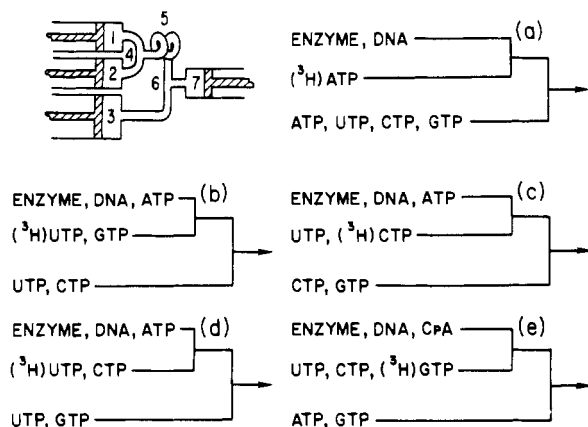 5
1
4
2
6
7
3
(a)
ENZYME, DNA
(³H) ATP
ATP, UTP, CTP, GTP
(b)
ENZYME, DNA, ATP
(³H)UTP, GTP
UTP, CTP
(c)
ENZYME, DNA, ATP
UTP, (³H)CTP
CTP, GTP
(d)
ENZYME, DNA, ATP
(³H)UTP, CTP
UTP, GTP
(e)
ENZYME, DNA, CpA
UTP, CTP, (³H)GTP
ATP, GTP